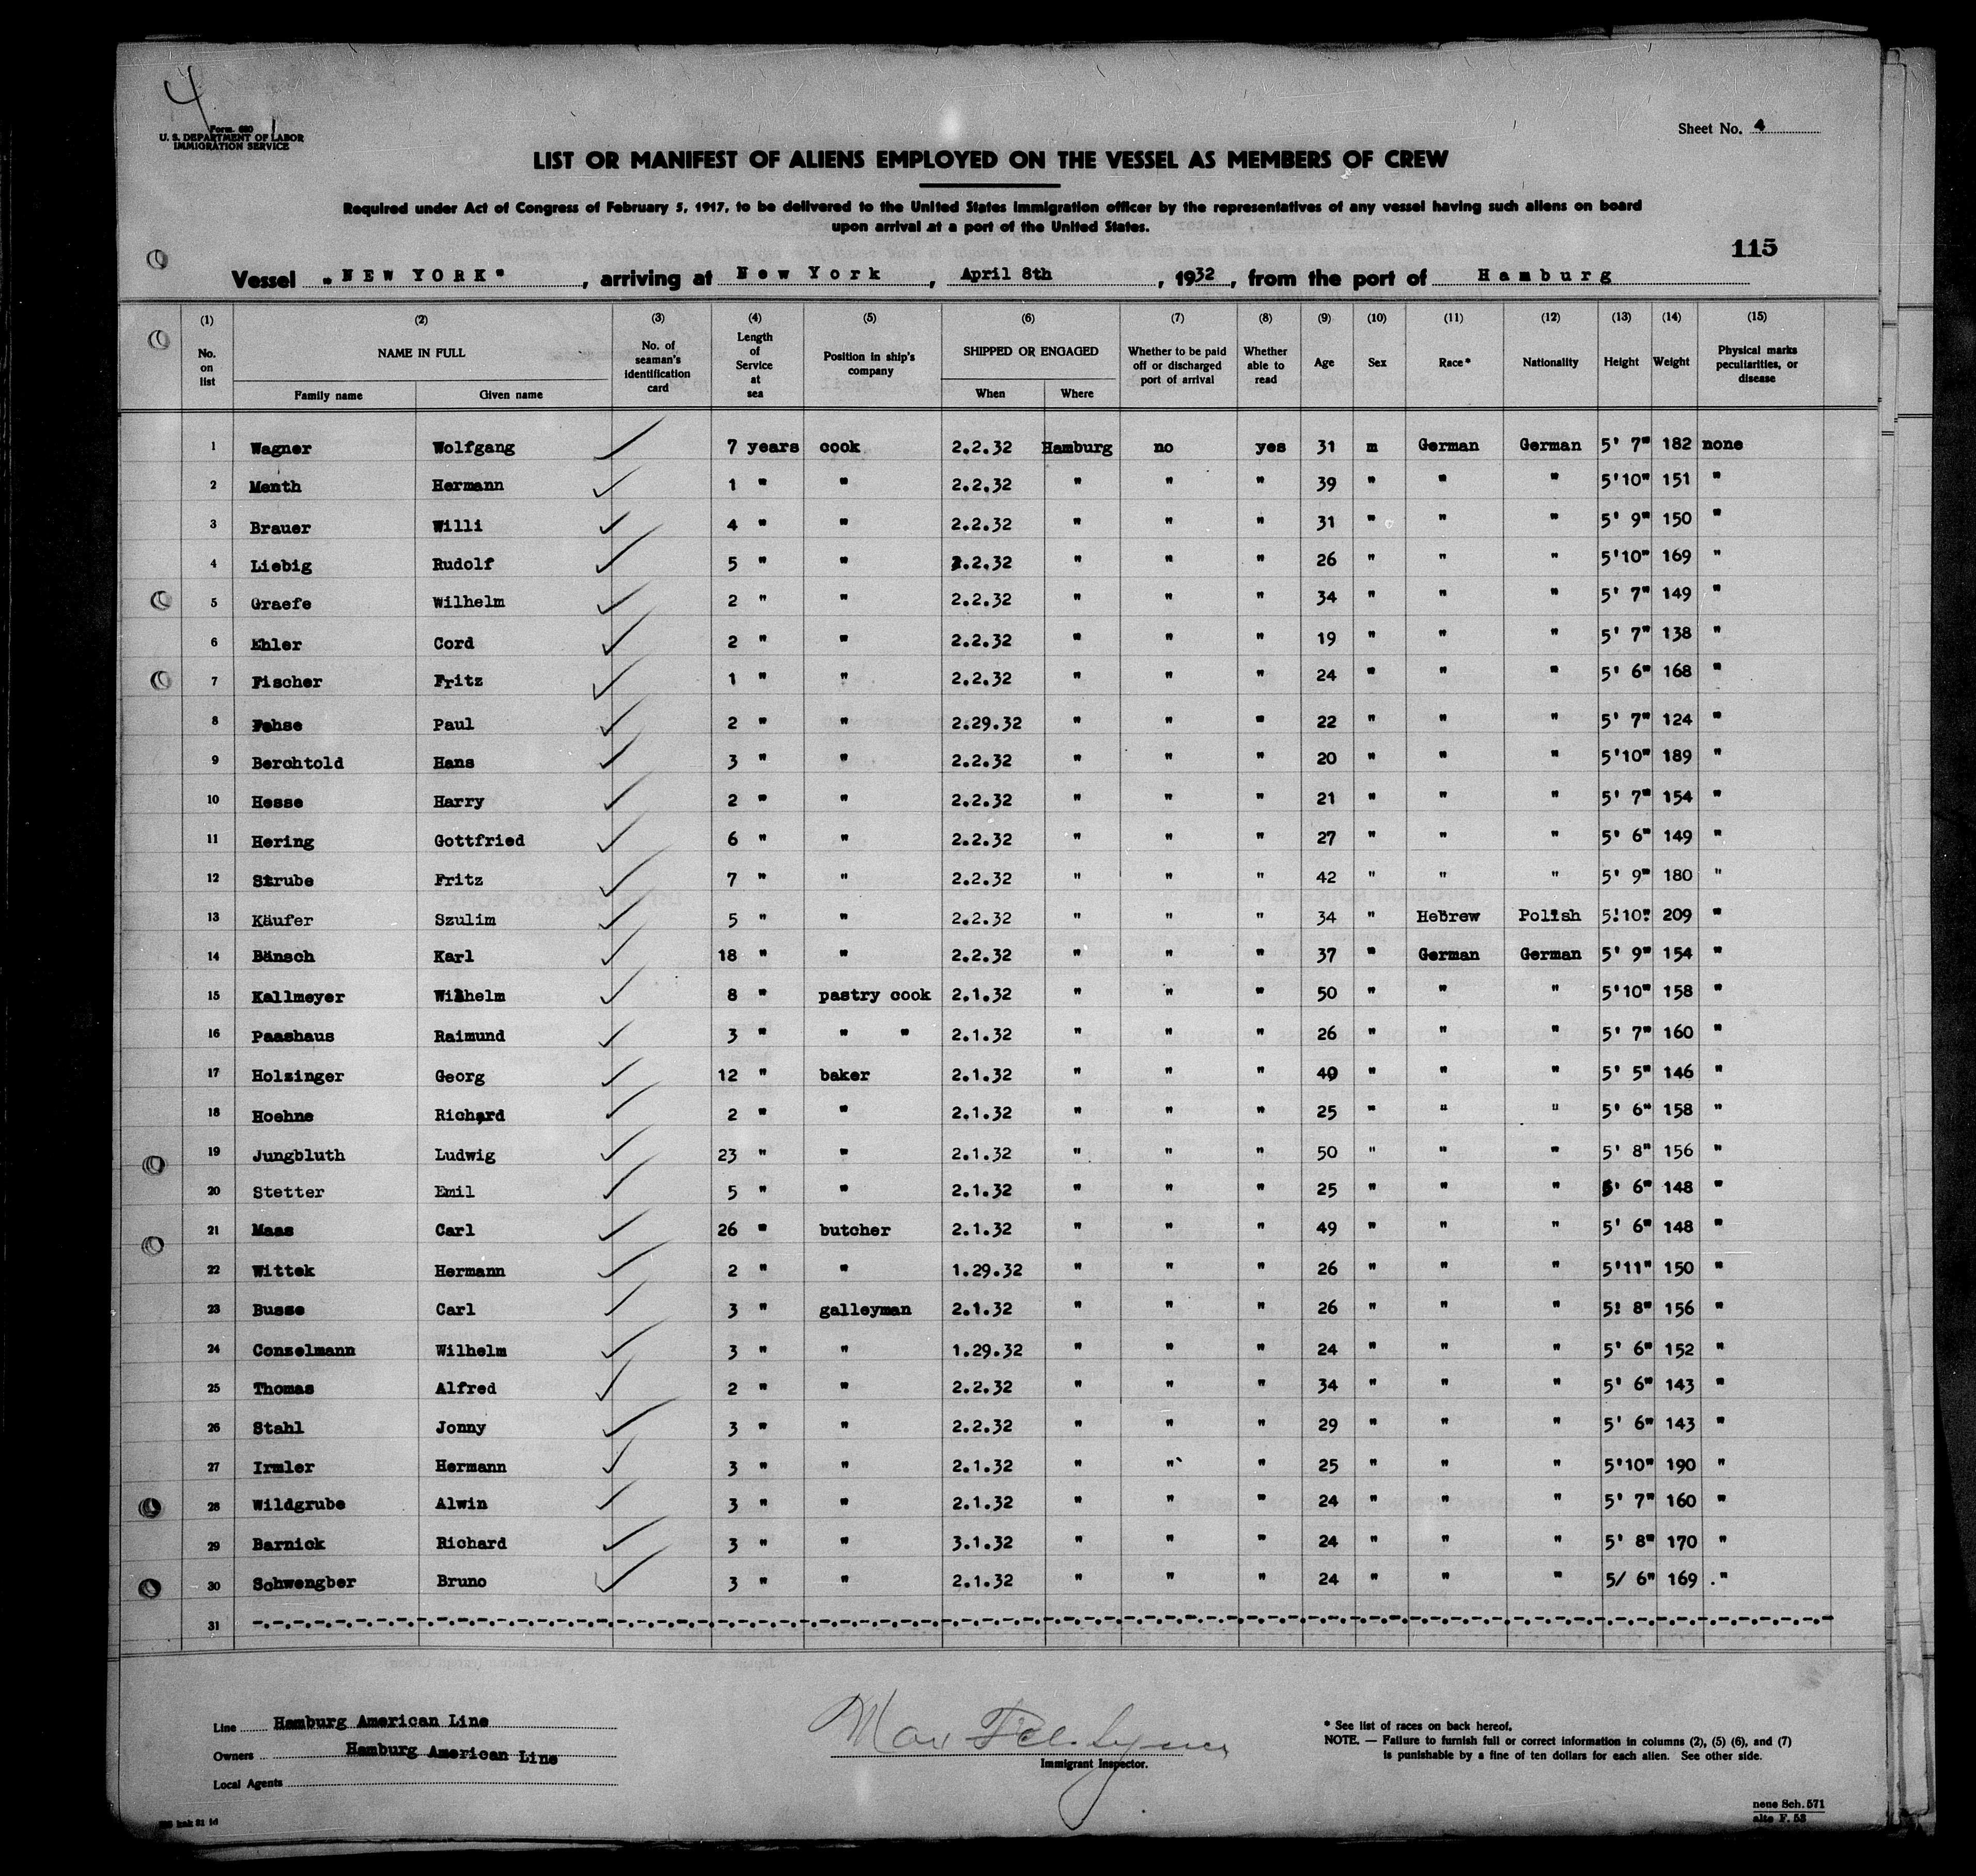 4
Form. 680
U. S. DEPARTMENT OF LABOR
IMMIGRATION SERVICE
Sheet No. 4
LIST OR MANIFEST OF ALIENS EMPLOYED ON THE VESSEL AS MEMBERS OF CREW
Required under Act of Congress of February 5, 1917, to be delivered to the United States Immigration officer by the representatives of any vessel having such aliens on board
upon arrival at a port of the United States.
115
Vessel "NEW YORK", arriving at New York, April 8th, 1932, from the port of Hamburg
(1) (2) (3) (4) (5) (6) (7) (8) (9) (10) (11) (12) (13) (14) (15)
No. on list NAME IN FULL Family name Given name No. of seaman's identification card Length of Service at sea Position in ship's company SHIPPED OR ENGAGED When Where Whether to be paid off or discharged port of arrival Whether able to read Age Sex Race* Nationality Height Weight Physical marks peculiarities, or disease
1 Wagner Wolfgang 7 years cook 2.2.32 Hamburg no yes 31 m German German 5' 7" 182 none
2 Menth Hermann 1 " " 2.2.32 " " " 39 " " " 5'10" 151 "
3 Brauer Willi 4 " " 2.2.32 " " " 31 " " " 5' 9" 150 "
4 Liebig Rudolf 5 " " 2.2.32 " " " 26 " " " 5'10" 169 "
5 Graefe Wilhelm 2 " " 2.2.32 " " " 34 " " " 5' 7" 149 "
6 Ehler Cord 2 " " 2.2.32 " " " 19 " " " 5' 7" 138 "
7 Fischer Fritz 1 " " 2.2.32 " " " 24 " " " 5' 6" 168 "
8 Fehse Paul 2 " " 2.29.32 " " " 22 " " " 5' 7" 124 "
9 Berchtold Hans 3 " " 2.2.32 " " " 20 " " " 5'10" 189 "
10 Hesse Harry 2 " " 2.2.32 " " " 21 " " " 5' 7" 154 "
11 Hering Gottfried 6 " " 2.2.32 " " " 27 " " " 5' 6" 149 "
12 Strube Fritz 7 " " 2.2.32 " " " 42 " " " 5' 9" 180 "
13 Käufer Szulim 5 " " 2.2.32 " " " 34 " Hebrew Polish 5'10" 209 "
14 Bänsch Karl 18 " " 2.2.32 " " " 37 " German German 5' 9" 154 "
15 Kallmeyer Wilhelm 8 " pastry cook 2.1.32 " " " 50 " " " 5'10" 158 "
16 Paashaus Raimund 3 " " " 2.1.32 " " " 26 " " " 5' 7" 160 "
17 Holzinger Georg 12 " baker 2.1.32 " " " 40 " " " 5' 5" 146 "
18 Hoehne Richard 2 " " 2.1.32 " " " 25 " " " 5' 6" 158 "
19 Jungbluth Ludwig 23 " " 2.1.32 " " " 50 " " " 5' 8" 156 "
20 Stetter Emil 5 " " 2.1.32 " " " 25 " " " 5' 6" 148 "
21 Maas Carl 26 " butcher 2.1.32 " " " 49 " " " 5' 6" 148 "
22 Wittek Hermann 2 " " 1.29.32 " " " 26 " " " 5'11" 150 "
23 Busse Carl 3 " galleyman 2.1.32 " " " 26 " " " 5' 8" 156 "
24 Conzelmann Wilhelm 3 " " 1.29.32 " " " 24 " " " 5' 6" 152 "
25 Thomas Alfred 2 " " 2.2.32 " " " 34 " " " 5' 6" 143 "
26 Stahl Jonny 3 " " 2.2.32 " " " 29 " " " 5' 6" 143 "
27 Irmler Hermann 3 " " 2.1.32 " " " 25 " " " 5'10" 190 "
28 Wildgrube Alwin 3 " " 2.1.32 " " " 24 " " " 5' 7" 160 "
29 Barnick Richard 3 " " 3.1.32 " " " 24 " " " 5' 8" 170 "
30 Schwengber Bruno 3 " " 2.1.32 " " " 24 " " " 5/ 6" 169 ."
31
Line Hamburg American Line
Owners Hamburg American Line
Local Agents
Max
Immigrant Inspector.
* See list of races on back hereof.
NOTE. — Failure to furnish full or correct information in columns (2), (5) (6), and (7)
is punishable by a fine of ten dollars for each alien. See other side.
neue Sch. 571
alte F. 53